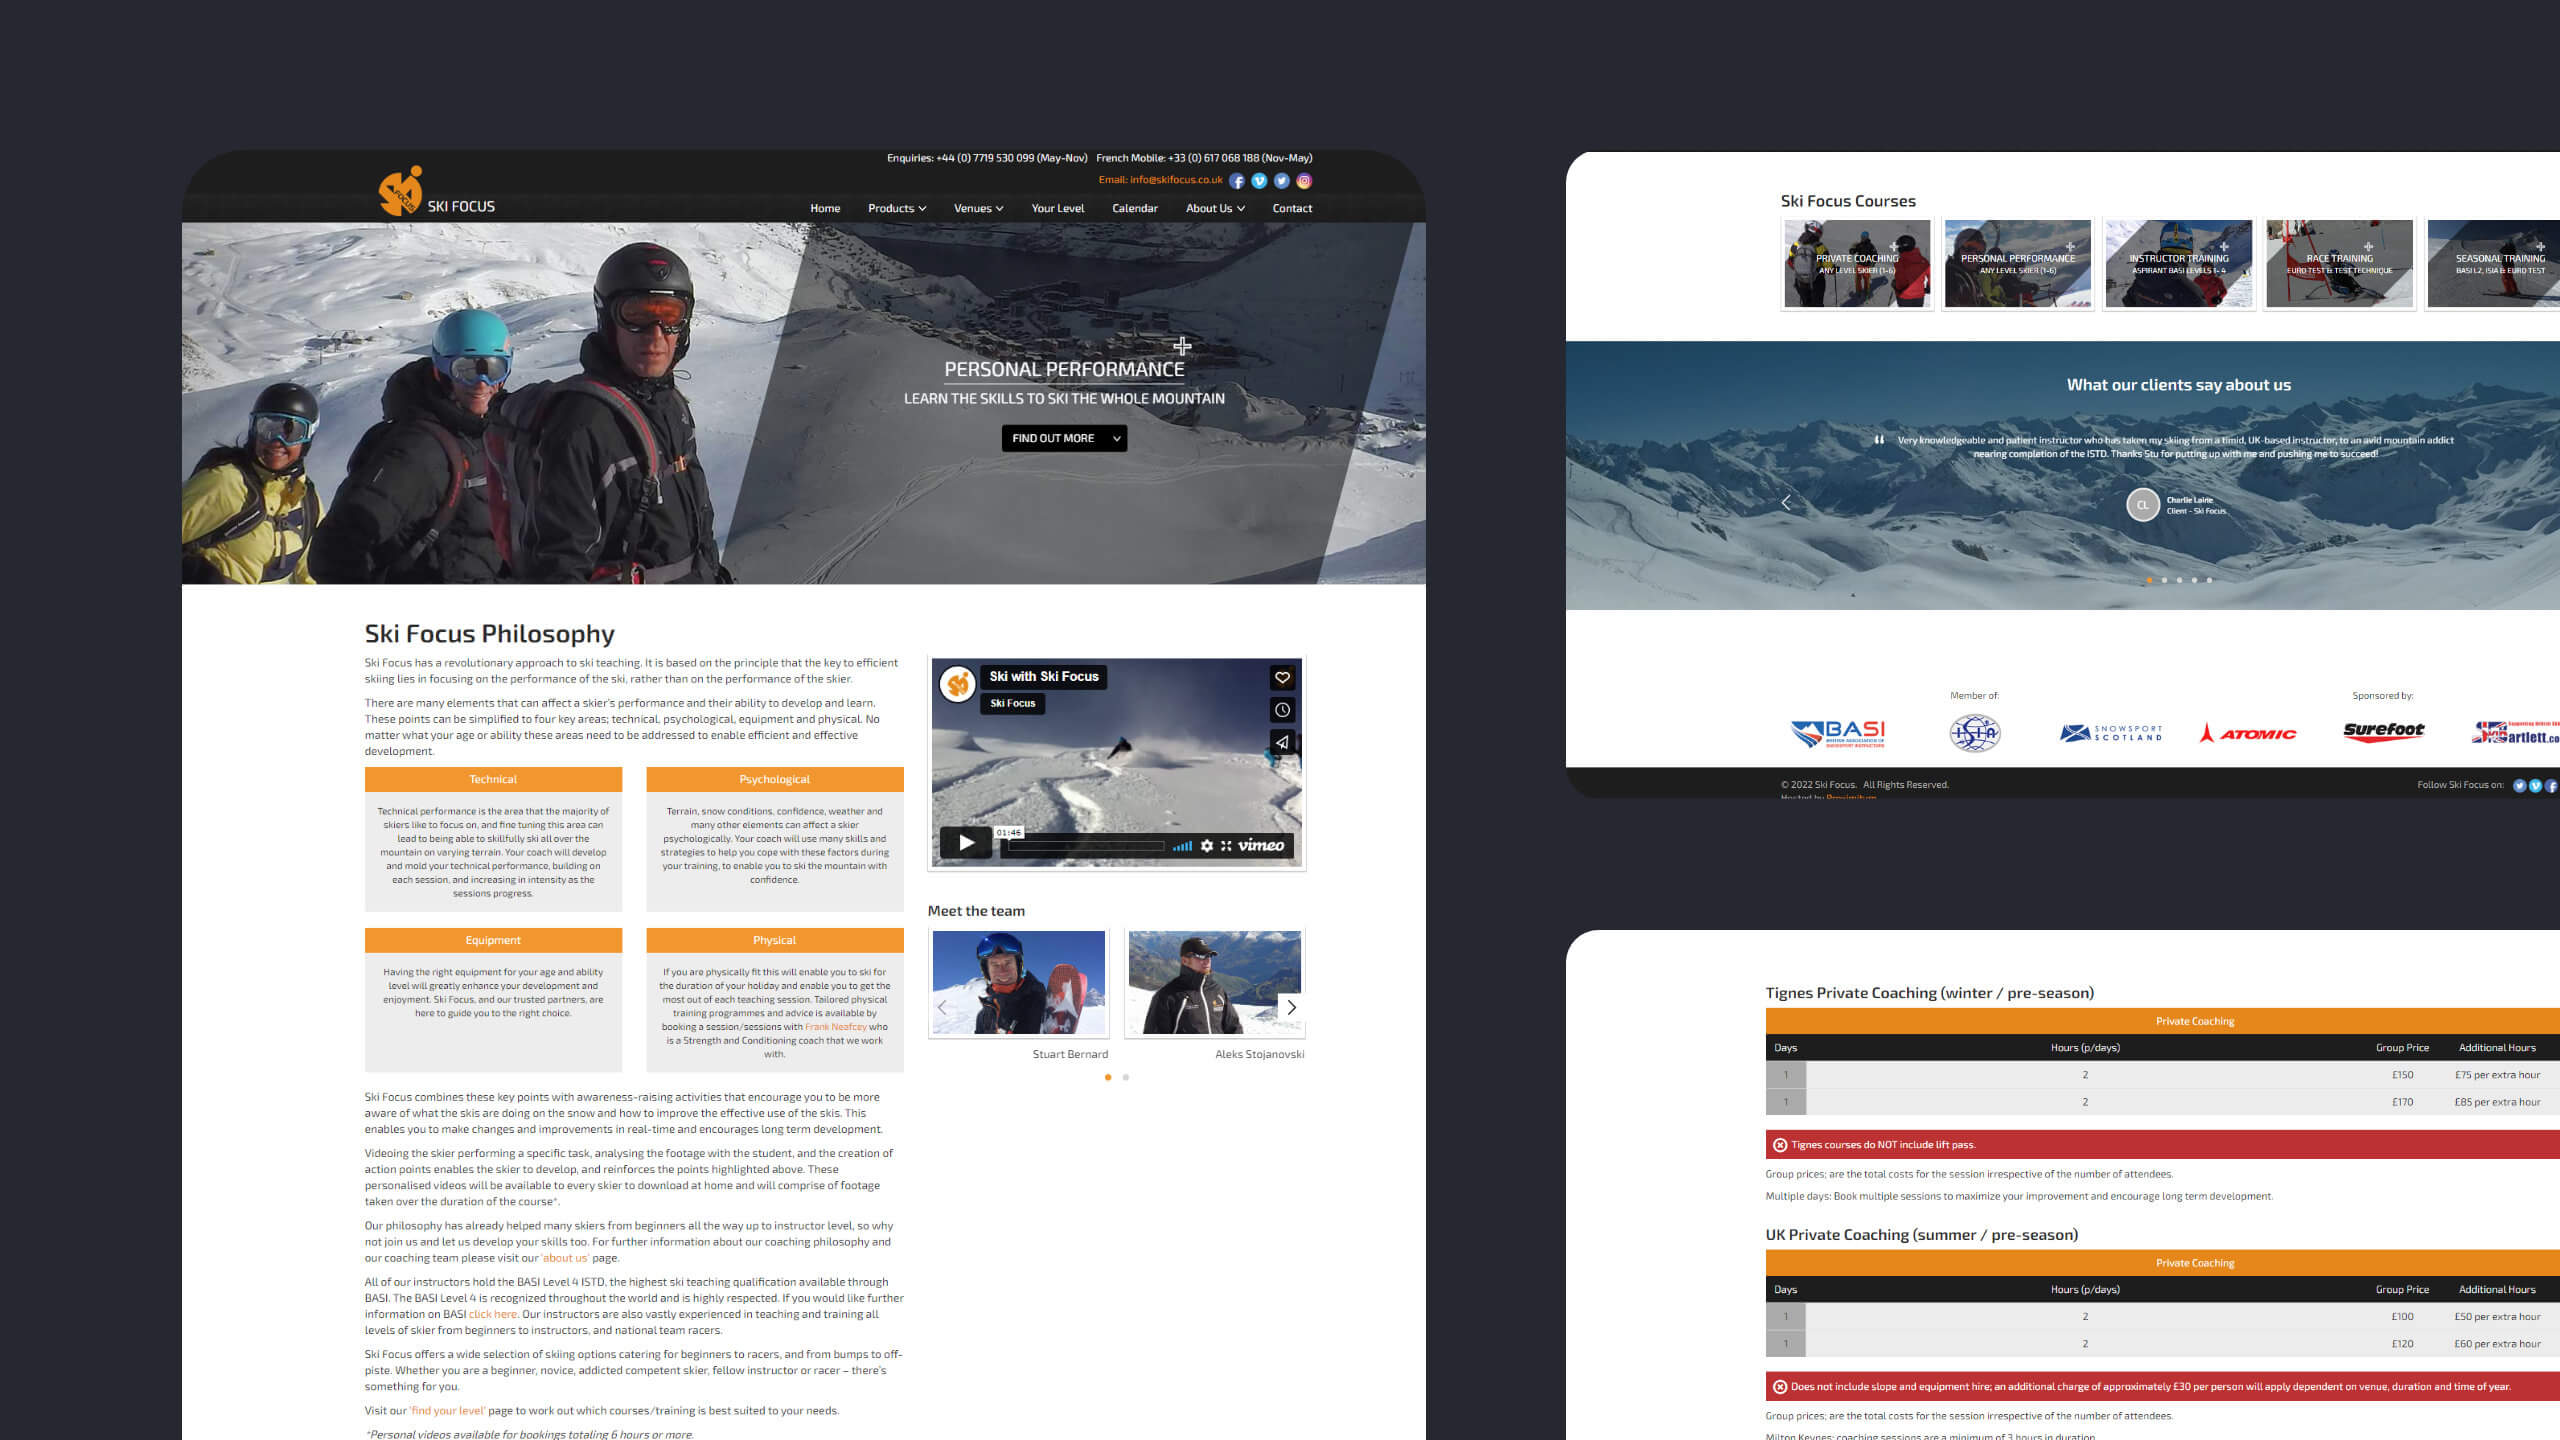 Enquiries: +44 (0) 7719 530 099 (May-Nov) French Mobile: +33 (0) 617 068 188 (Nov-May)
Email: info@skifocus.co.uk
SKI FOCUS
Home Products Venues Your Level Calendar About Us Contact
PERSONAL PERFORMANCE
LEARN THE SKILLS TO SKI THE WHOLE MOUNTAIN
FIND OUT MORE
Ski Focus Philosophy
Ski Focus has a revolutionary approach to ski teaching. It is based on the principle that the key to efficient
skiing lies in focusing on the performance of the ski, rather than on the performance of the skier.
There are many elements that can affect a skier's performance and their ability to develop and learn.
These points can be simplified to four key areas; technical, psychological, equipment and physical. No
matter what your age or ability these areas need to be addressed to enable efficient and effective
development.
Technical
Technical performance is the area that the majority of
skiers like to focus on, and fine tuning this area can
lead to being able to skillfully ski all over the
mountain on varying terrain. Your coach will develop
and mold your technical performance, building on
each session, and increasing in intensity as the
sessions progress.
Psychological
Terrain, snow conditions, confidence, weather and
many other elements can affect a skier
psychologically. Your coach will use many skills and
strategies to help you cope with these factors during
your training, to enable you to ski the mountain with
confidence.
Equipment
Having the right equipment for your age and ability
level will greatly enhance your development and
enjoyment. Ski Focus, and our trusted partners, are
here to guide you to the right choice.
Physical
If you are physically fit this will enable you to ski for
the duration of your holiday and enable you to get the
most out of each teaching session. Tailored physical
training programmes and advice is available by
booking a session/sessions with Frank Neafcey who
is a Strength and Conditioning coach that we work
with.
Ski Focus combines these key points with awareness-raising activities that encourage you to be more
aware of what the skis are doing on the snow and how to improve the effective use of the skis. This
enables you to make changes and improvements in real-time and encourages long term development.
Videoing the skier performing a specific task, analysing the footage with the student, and the creation of
action points enables the skier to develop, and reinforces the points highlighted above. These
personalised videos will be available to every skier to download at home and will comprise of footage
taken over the duration of the course*.
Our philosophy has already helped many skiers from beginners all the way up to instructor level, so why
not join us and let us develop your skills too. For further information about our coaching philosophy and
our coaching team please visit our 'about us' page.
All of our instructors hold the BASI Level 4 ISTD, the highest ski teaching qualification available through
BASI. The BASI Level 4 is recognized throughout the world and is highly respected. If you would like further
information on BASI click here. Our instructors are also vastly experienced in teaching and training all
levels of skier from beginners to instructors, and national team racers.
Ski Focus offers a wide selection of skiing options catering for beginners to racers, and from bumps to off-
piste. Whether you are a beginner, novice, addicted competent skier, fellow instructor or racer – there's
something for you.
Visit our 'find your level' page to work out which courses/training is best suited to your needs.
*Personal videos available for bookings totaling 6 hours or more.
Ski with Ski Focus
Ski Focus
01:46
vimeo
Meet the team
Stuart Bernard
Aleks Stojanovski
Ski Focus Courses
PRIVATE COACHING
ANY LEVEL SKIER (1-6)
PERSONAL PERFORMANCE
ANY LEVEL SKIER (1-6)
INSTRUCTOR TRAINING
ASPIRANT BASI LEVELS 1- 4
RACE TRAINING
EURO TEST & TEST TECHNIQUE
SEASONAL TRAINING
BASI L2, ISIA & EURO TEST
What our clients say about us
“ Very knowledgeable and patient instructor who has taken my skiing from a timid, UK-based instructor, to an avid mountain addict
nearing completion of the ISTD. Thanks Stu for putting up with me and pushing me to succeed!
CL
Charlie Laine
Client - Ski Focus
Member of:
Sponsored by:
BASI
BRITISH ASSOCIATION OF
SNOWSPORT INSTRUCTORS
ISIA
SNOWSPORT
SCOTLAND
ATOMIC
Surefoot
artlett.co
© 2022 Ski Focus. All Rights Reserved.
Hosted by Proximitum
Follow Ski Focus on:
Tignes Private Coaching (winter / pre-season)
Private Coaching
Days Hours (p/days) Group Price Additional Hours
1 2 £150 £75 per extra hour
1 2 £170 £85 per extra hour
Tignes courses do NOT include lift pass.
Group prices; are the total costs for the session irrespective of the number of attendees.
Multiple days: Book multiple sessions to maximize your improvement and encourage long term development.
UK Private Coaching (summer / pre-season)
Private Coaching
Days Hours (p/days) Group Price Additional Hours
1 2 £100 £50 per extra hour
1 2 £120 £60 per extra hour
Does not include slope and equipment hire; an additional charge of approximately £30 per person will apply dependent on venue, duration and time of year.
Group prices; are the total costs for the session irrespective of the number of attendees.
Milton Keynes: coaching sessions are a minimum of 3 hours in duration